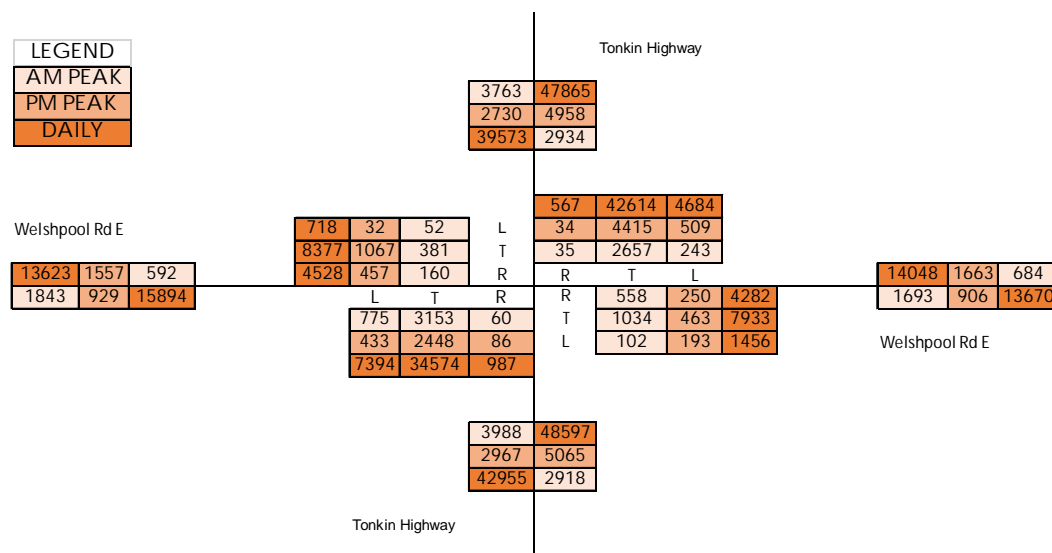 LEGEND
AM PEAK
PM PEAK
DAILY
Tonkin Highway
3763 47865
2730 4958
39573 2934
Welshpool Rd E
13623 1557 592
1843 929 15894
718 32 52 L
8377 1067 381 T
4528 457 160 R
567 42614 4684
34 4415 509
35 2657 243
R T L
L T R
775 3153 60
433 2448 86
7394 34574 987
R 558 250 4282
T 1034 463 7933
L 102 193 1456
14048 1663 684
1693 906 13670
Welshpool Rd E
3988 48597
2967 5065
42955 2918
Tonkin Highway